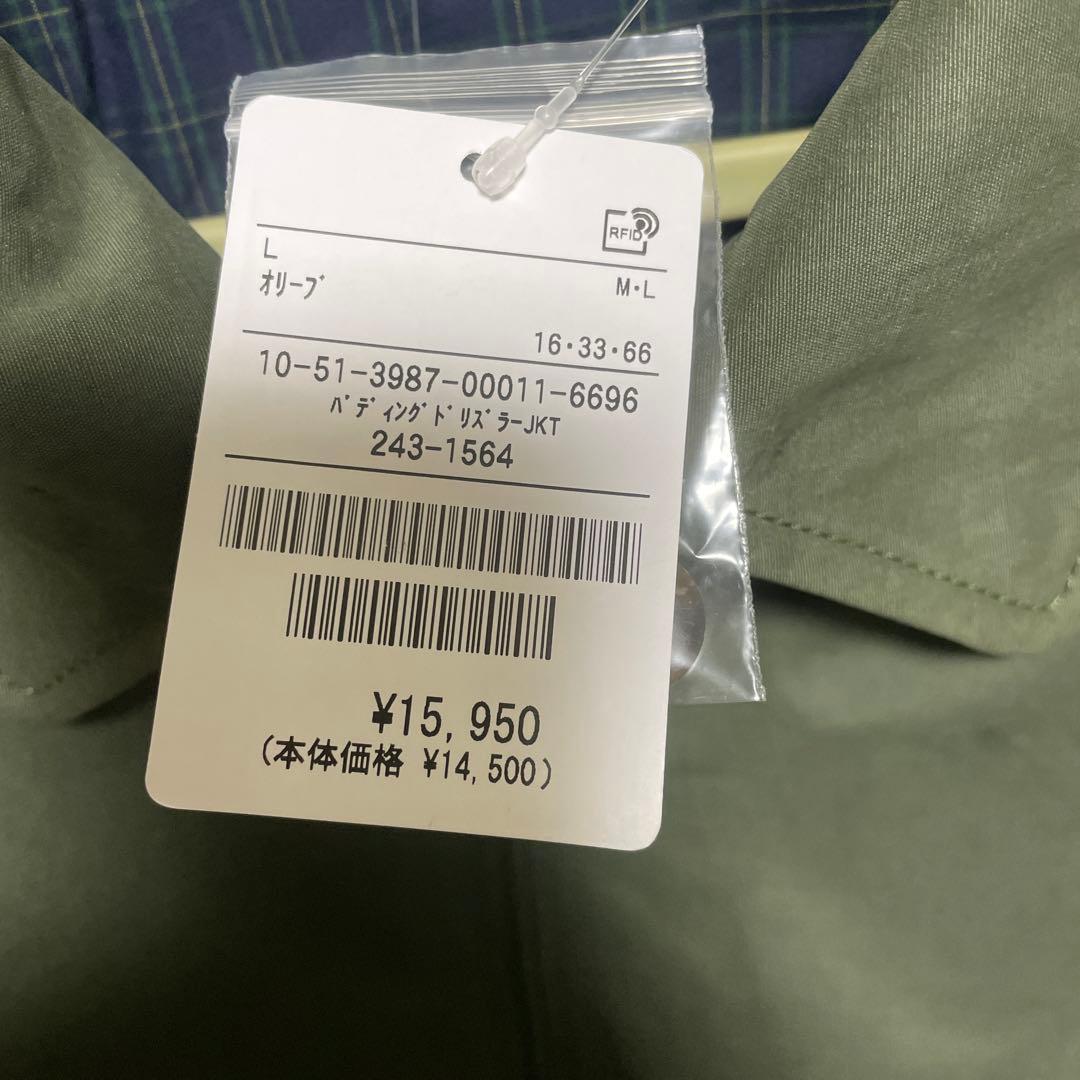 RFID
L
オリーブ M・L
16・33・66
10-51-3987-00011-6696
パディングドリズラーJKT
243-1564
¥15,950
(本体価格 ¥14,500)